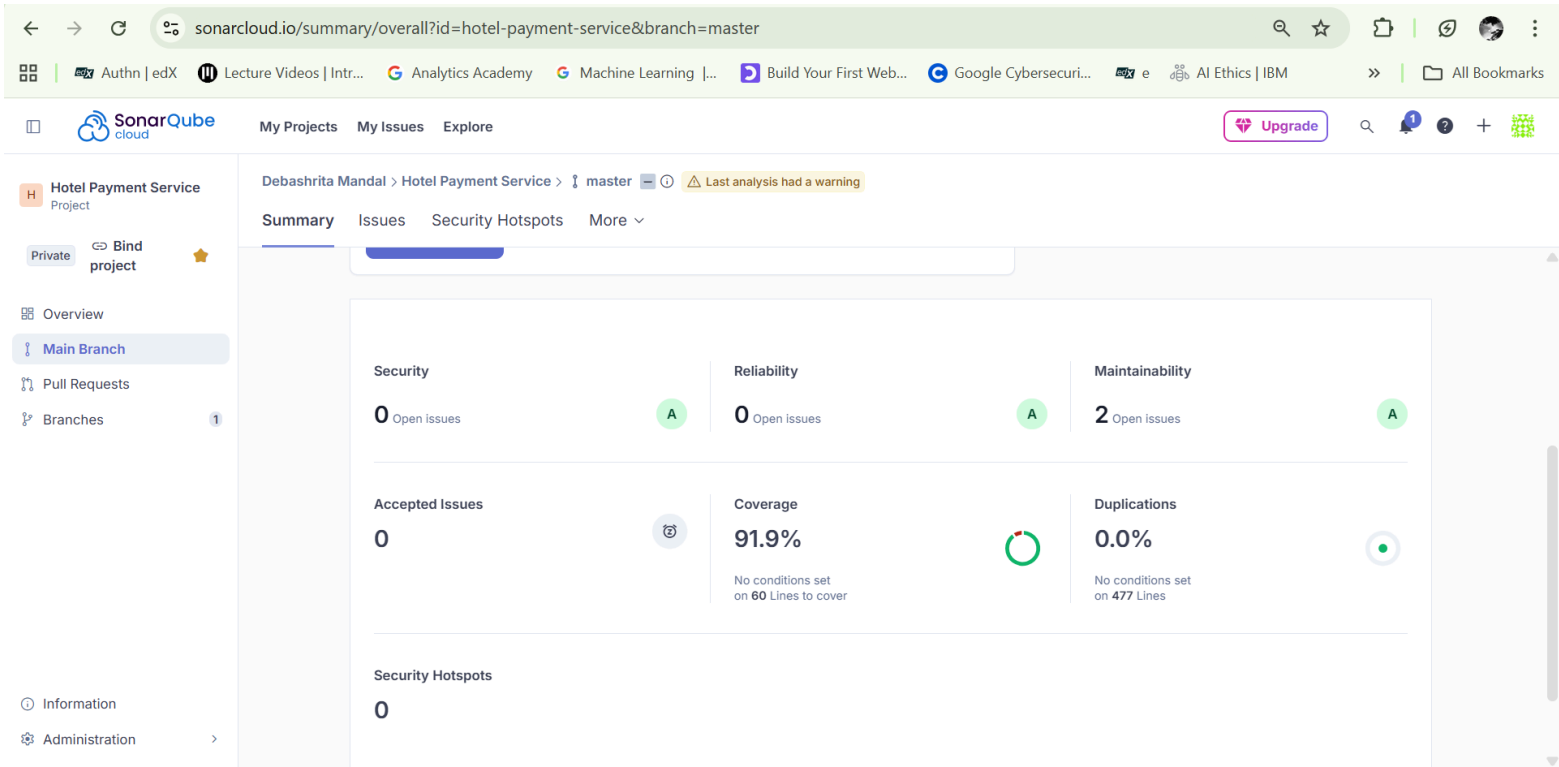 sonarcloud.io/summary/overall?id=hotel-payment-service&branch=master
edX Authn | edX Lecture Videos | Intr... Analytics Academy Machine Learning |... Build Your First Web... Google Cybersecuri... edX e AI Ethics | IBM » All Bookmarks
SonarQube cloud My Projects My Issues Explore Upgrade 1 ?
H Hotel Payment Service
Project
Private Bind project
Overview
Main Branch
Pull Requests
Branches 1
Information
Administration
Debashrita Mandal > Hotel Payment Service > master Last analysis had a warning
Summary Issues Security Hotspots More
Security Reliability Maintainability
0 Open issues A 0 Open issues A 2 Open issues A
Accepted Issues Coverage Duplications
0 91.9% 0.0%
No conditions set No conditions set
on 60 Lines to cover on 477 Lines
Security Hotspots
0